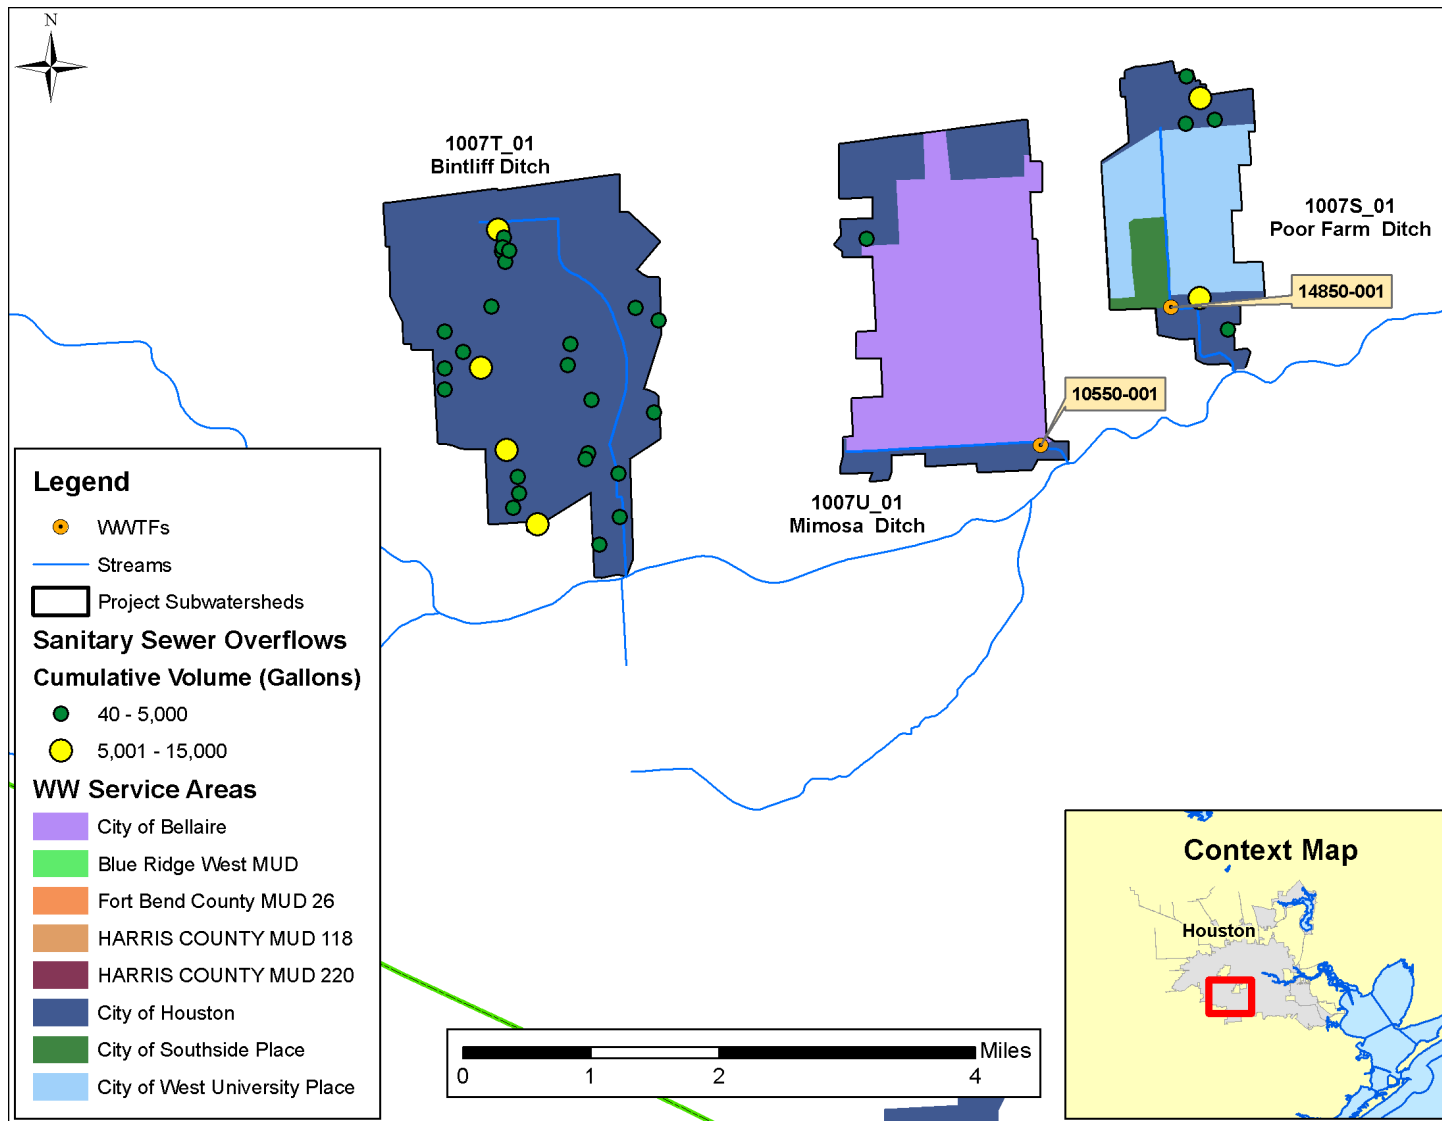 N
1007T_01
Bintliff Ditch
1007S_01
Poor Farm Ditch
14850-001
10550-001
1007U_01
Mimosa Ditch
Legend
WWTFs
Streams
Project Subwatersheds
Sanitary Sewer Overflows
Cumulative Volume (Gallons)
40 - 5,000
5,001 - 15,000
WW Service Areas
City of Bellaire
Blue Ridge West MUD
Fort Bend County MUD 26
HARRIS COUNTY MUD 118
HARRIS COUNTY MUD 220
City of Houston
City of Southside Place
City of West University Place
Miles
0 1 2 4
Context Map
Houston